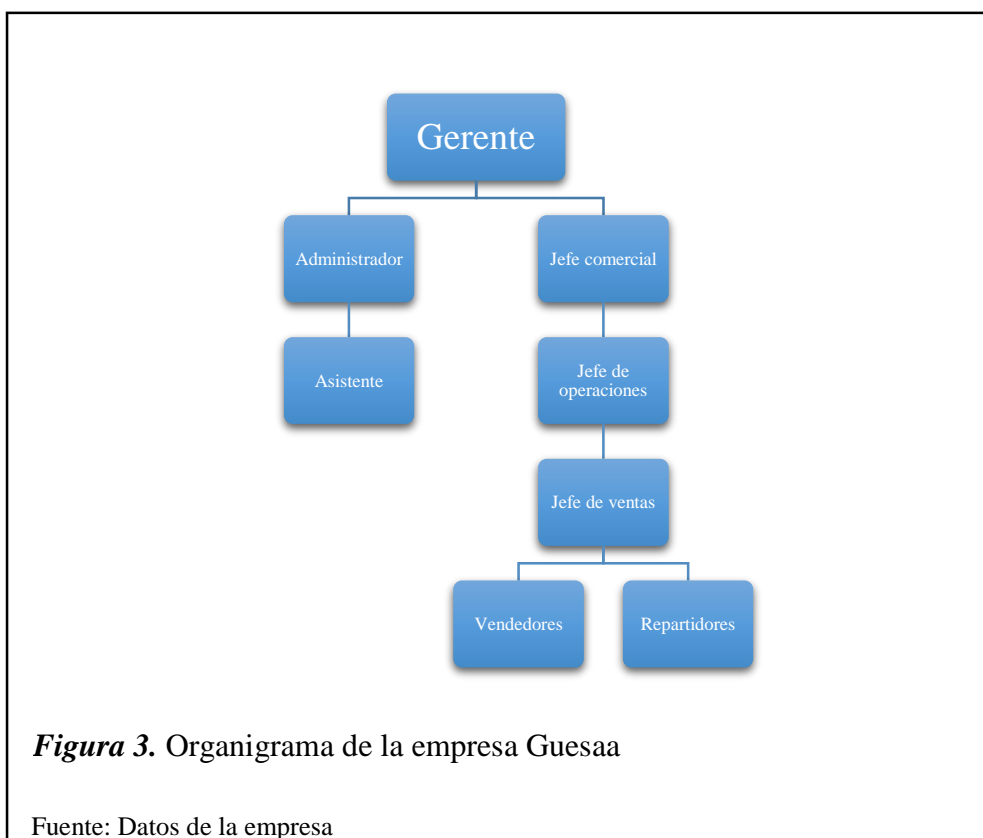 Gerente
Administrador
Jefe comercial
Asistente
Jefe de
operaciones
Jefe de ventas
Vendedores
Repartidores
Figura 3. Organigrama de la empresa Guesaa
Fuente: Datos de la empresa